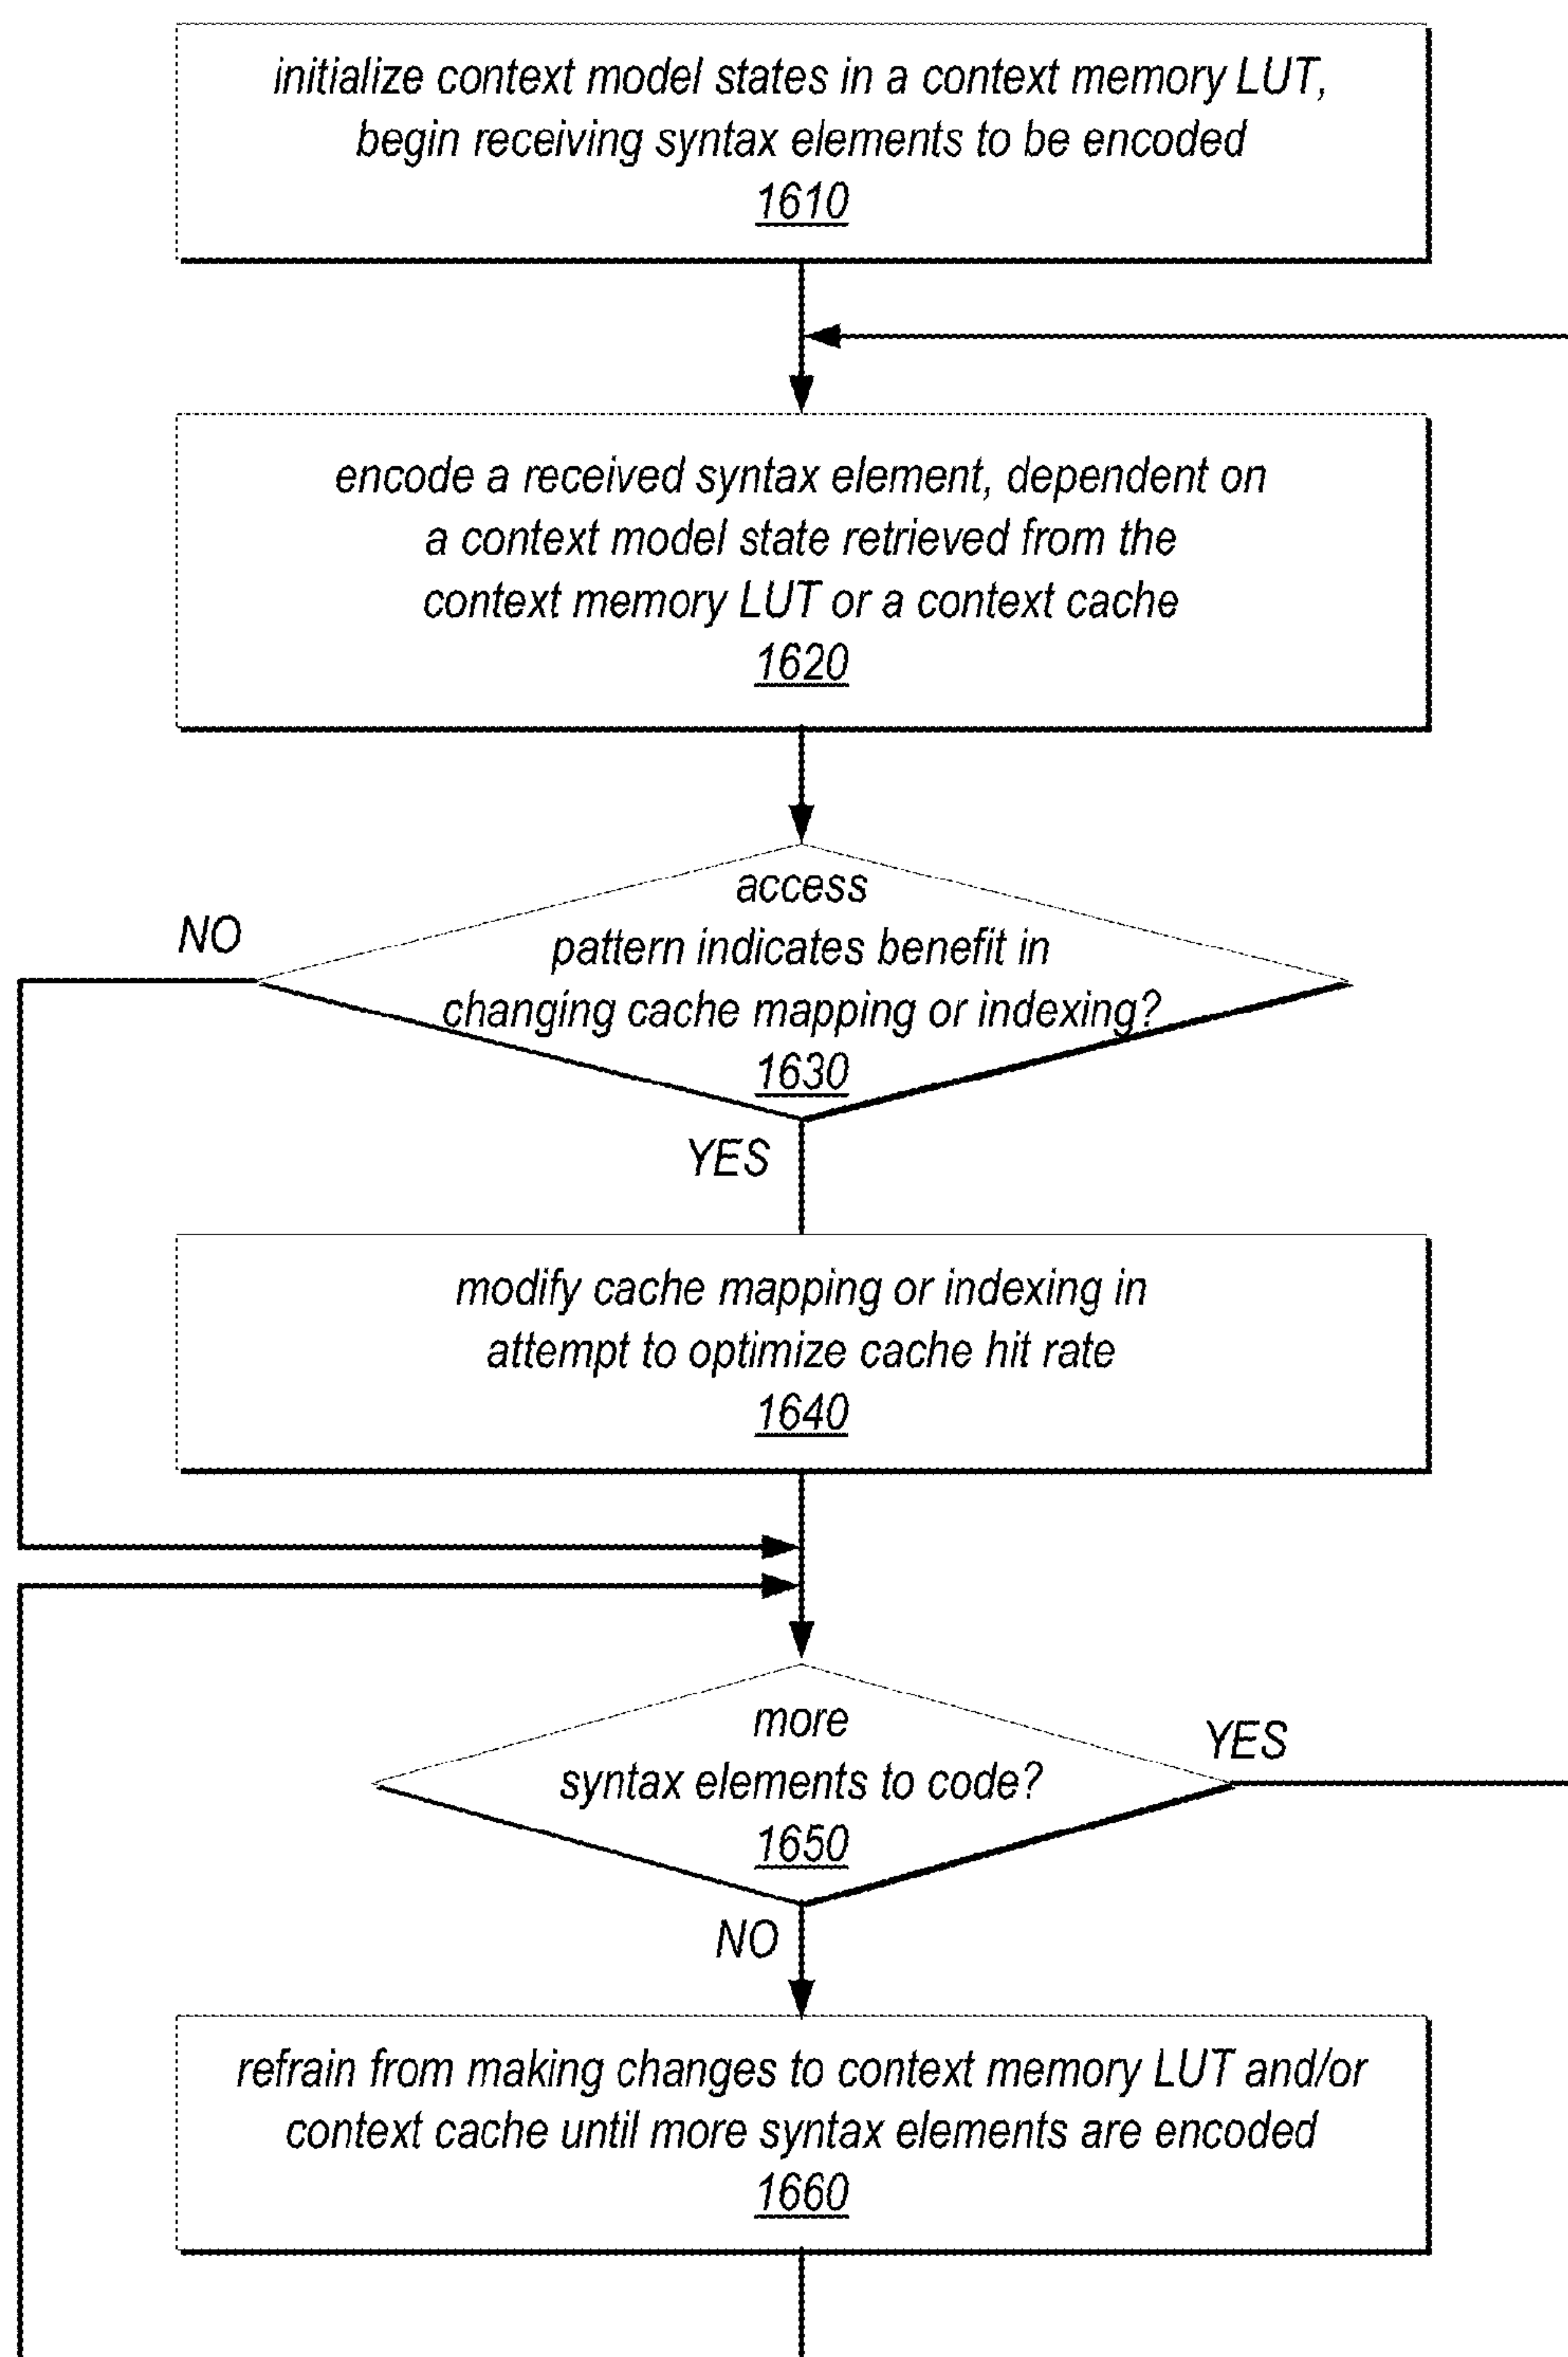 initialize context model states in a context memory LUT,
begin receiving syntax elements to be encoded
1610
encode a received syntax element, dependent on
a context model state retrieved from the
context memory LUT or a context cache
1620
access
pattern indicates benefit in
changing cache mapping or indexing?
1630
NO
YES
modify cache mapping or indexing in
attempt to optimize cache hit rate
1640
more
syntax elements to code?
1650
YES
NO
refrain from making changes to context memory LUT and/or
context cache until more syntax elements are encoded
1660